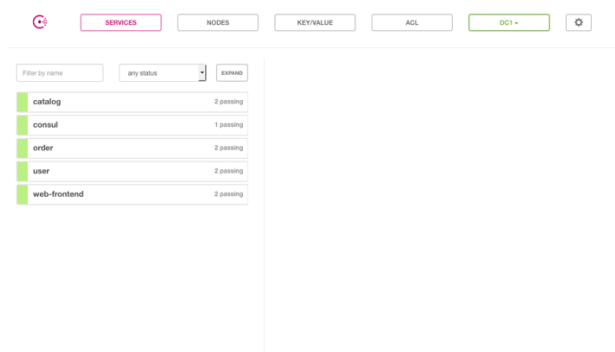 SERVICES NODES KEY/VALUE ACL DC1
Filter by name any status EXPAND
catalog 2 passing
consul 1 passing
order 2 passing
user 2 passing
web-frontend 2 passing